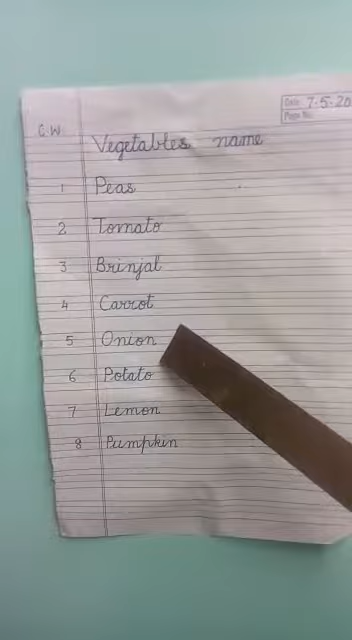 Date 7-5-20
Page No.
C.W
Vegetables name
1 Peas
2 Tomato
3 Brinjal
4 Carrot
5 Onion
6 Potato
7 Lemon
8 Pumpkin